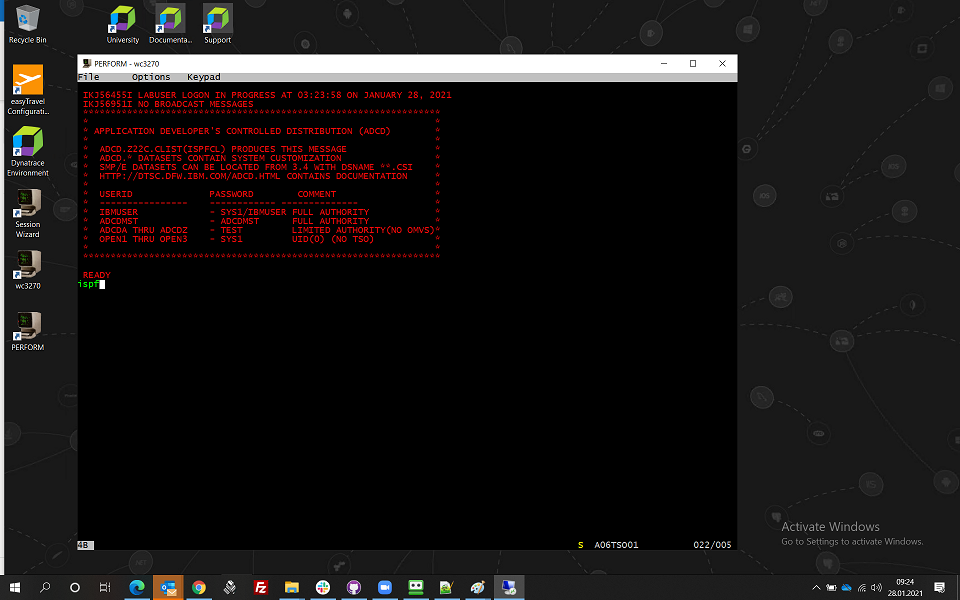 Recycle Bin
University
Documenta...
Support
easyTravel
Configurati...
Dynatrace
Environment
Session
Wizard
wc3270
PERFORM
PERFORM - wc3270
File Options Keypad
IKJ56455I LABUSER LOGON IN PROGRESS AT 03:23:58 ON JANUARY 28, 2021
IKJ56951I NO BROADCAST MESSAGES
*****************************************************************
*                                                               *
* APPLICATION DEVELOPER'S CONTROLLED DISTRIBUTION (ADCD)        *
*                                                               *
*  ADCD.Z22C.CLIST(ISPFCL) PRODUCES THIS MESSAGE                *
*  ADCD.* DATASETS CONTAIN SYSTEM CUSTOMIZATION                 *
*  SMP/E DATASETS CAN BE LOCATED FROM 3.4 WITH DSNAME **.CSI    *
*  HTTP://DTSC.DFW.IBM.COM/ADCD.HTML CONTAINS DOCUMENTATION     *
*                                                               *
*  USERID              PASSWORD        COMMENT                  *
*  ----------------    ------------ --------------              *
*  IBMUSER             - SYS1/IBMUSER FULL AUTHORITY            *
*  ADCDMST             - ADCDMST      FULL AUTHORITY            *
*  ADCDA THRU ADCDZ    - TEST         LIMITED AUTHORITY(NO OMVS)*
*  OPEN1 THRU OPEN3    - SYS1         UID(0) (NO TSO)           *
*                                                               *
*****************************************************************
READY
ispf
4B S A06TSO01 022/005
Activate Windows
Go to Settings to activate Windows.
09:24
28.01.2021